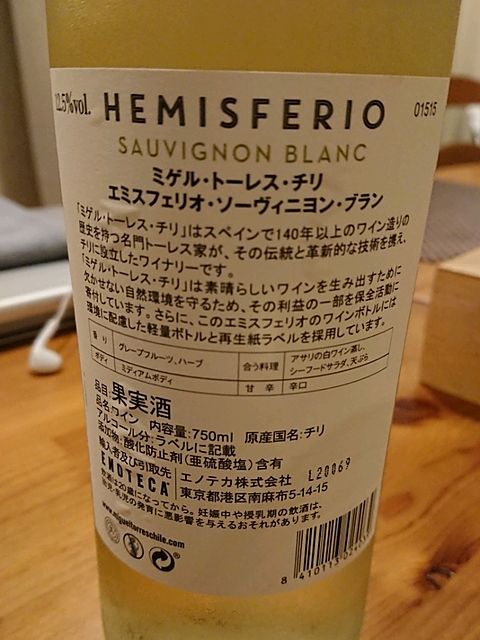 12.5%vol. HEMISFERIO 01515
SAUVIGNON BLANC
ミゲル・トーレス・チリ
エミスフェリオ・ソーヴィニヨン・ブラン
「ミゲル・トーレス・チリ」はスペインで140年以上のワイン造りの
歴史を持つ名門トーレス家が、その伝統と革新的な技術を携え、
チリに設立したワイナリーです。
「ミゲル・トーレス・チリ」は素晴らしいワインを生み出すために
欠かせない自然環境を守るため、その利益の一部を保全活動に
寄付しています。さらに、このエミスフェリオのワインボトルには
環境に配慮した軽量ボトルと再生紙ラベルを採用しています。
香り グレープフルーツ、ハーブ 合う料理 アサリの白ワイン蒸し、
シーフードサラダ、天ぷら
ボディ ミディアムボディ 甘辛 辛口
品目 果実酒
品名 ワイン 内容量:750ml 原産国名:チリ
アルコール分:ラベルに記載
添加物:酸化防止剤(亜硫酸塩)含有
輸入者及び引取先
ENOTECA エノテカ株式会社 L20069
東京都港区南麻布5-14-15
飲酒は20歳になってから。妊娠中や授乳期の飲酒は、
胎児・乳児の発育に悪影響を与えるおそれがあります。
www.migueltorreschile.com
8 410113